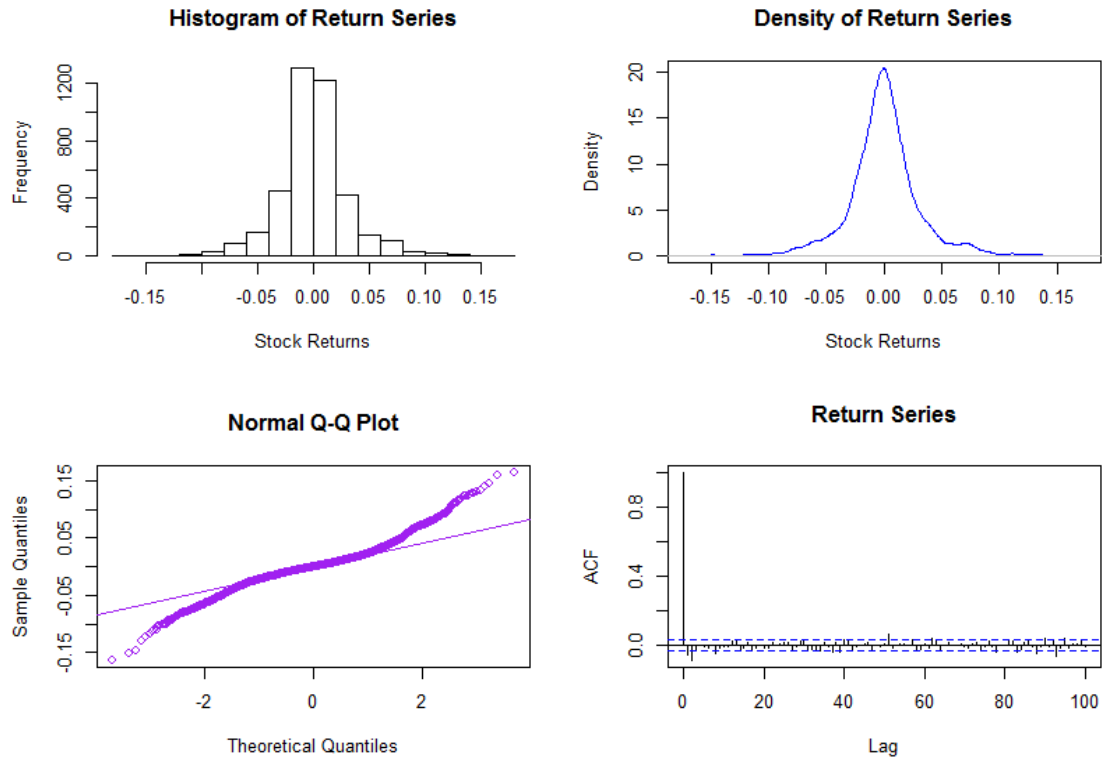 Histogram of Return Series
Frequency
0 400 800 1200
-0.15 -0.05 0.00 0.05 0.10 0.15
Stock Returns
Density of Return Series
Density
0 5 10 15 20
-0.15 -0.10 -0.05 0.00 0.05 0.10 0.15
Stock Returns
Normal Q-Q Plot
Sample Quantiles
-0.15 -0.05 0.05 0.15
-2 0 2
Theoretical Quantiles
Return Series
ACF
0.0 0.4 0.8
0 20 40 60 80 100
Lag